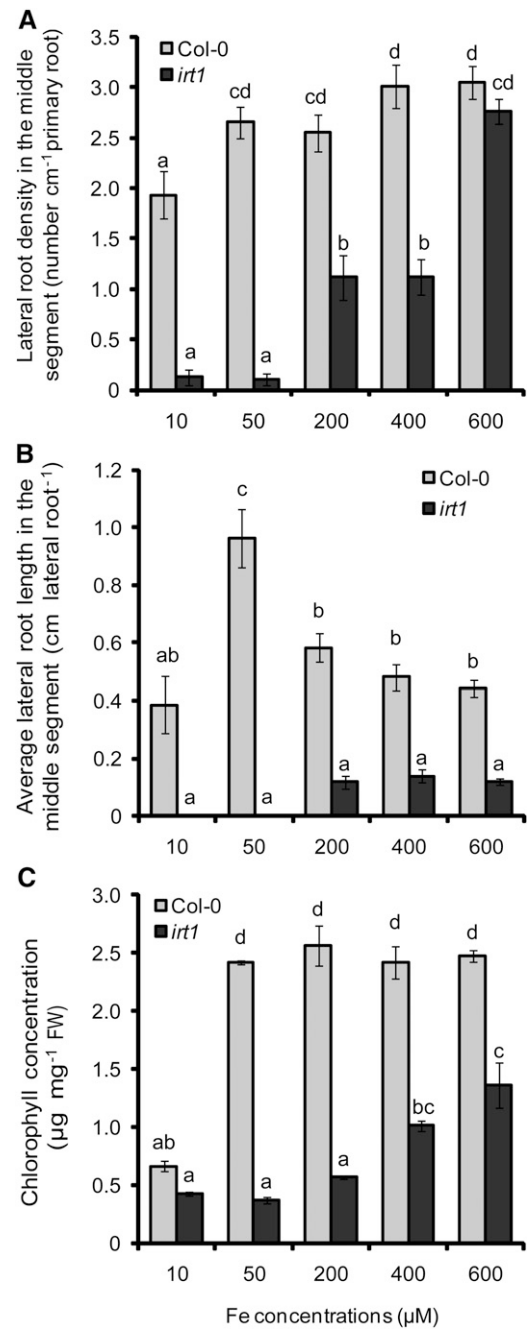 A
Col-0
irt1
Lateral root density in the middle
segment (number cm⁻¹primary root)
3.5
3.0
2.5
2.0
1.5
1.0
0.5
0
a
a
cd
a
cd
b
d
b
d
cd
10
50
200
400
600
B
Col-0
irt1
Average lateral root length in the
middle segment (cm lateral root⁻¹)
1.2
1.0
0.8
0.6
0.4
0.2
0
ab
a
c
a
b
a
b
a
b
a
10
50
200
400
600
C
Col-0
irt1
Chlorophyll concentration
(µg mg⁻¹ FW)
3.0
2.5
2.0
1.5
1.0
0.5
0
ab
a
d
a
d
a
d
bc
d
c
10
50
200
400
600
Fe concentrations (µM)